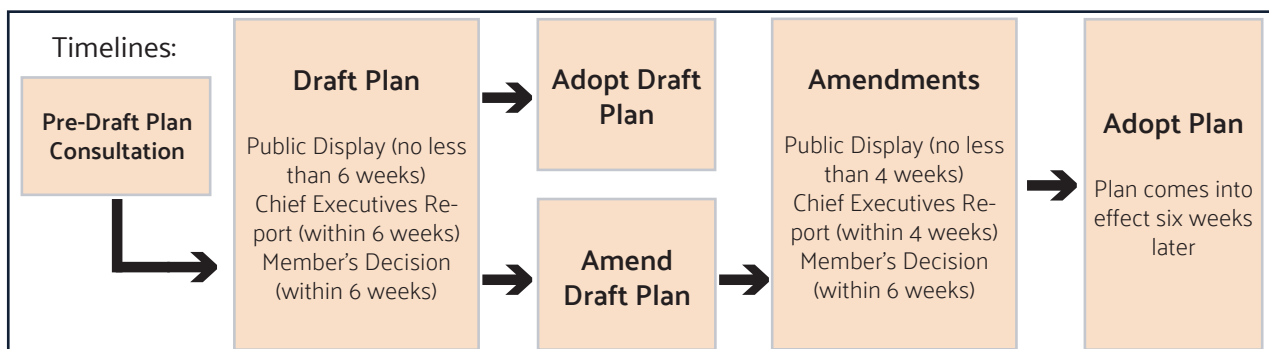 Timelines:
Pre-Draft Plan
Consultation
Draft Plan
Public Display (no less
than 6 weeks)
Chief Executives Re-
port (within 6 weeks)
Member's Decision
(within 6 weeks)
Adopt Draft
Plan
Amend
Draft Plan
Amendments
Public Display (no less
than 4 weeks)
Chief Executives Re-
port (within 4 weeks)
Member's Decision
(within 6 weeks)
Adopt Plan
Plan comes into
effect six weeks
later